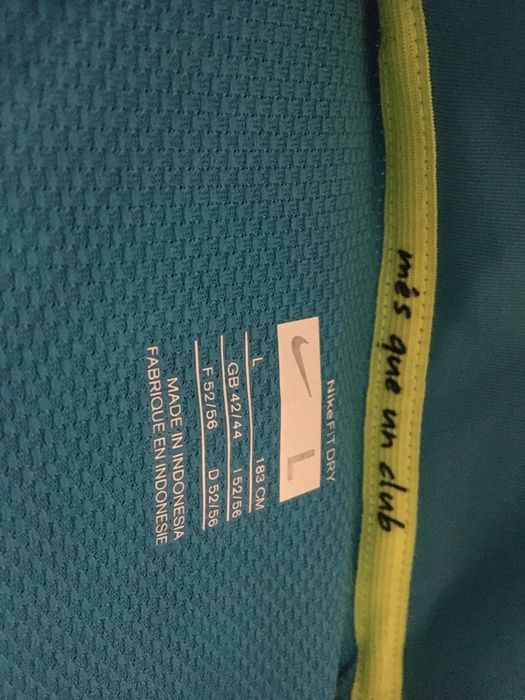 més que un club
NikeFIT DRY
L
L 183 CM
GB 42/44 I 52/56
F 52/56 D 52/56
MADE IN INDONESIA
FABRIQUE EN INDONESIE